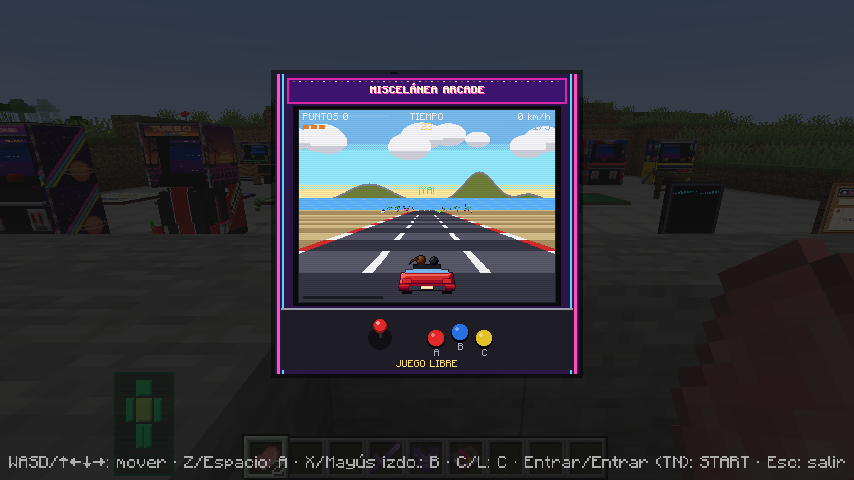 MISCELÁNEA ARCADE
PUNTOS 0 TIEMPO 0 km/h
¡YA!
A B C
JUEGO LIBRE
WASD/↑←↓→: mover · Z/Espacio: A · X/Mayús izdo.: B · C/L: C · Entrar/Entrar (TN): START · Esc: salir